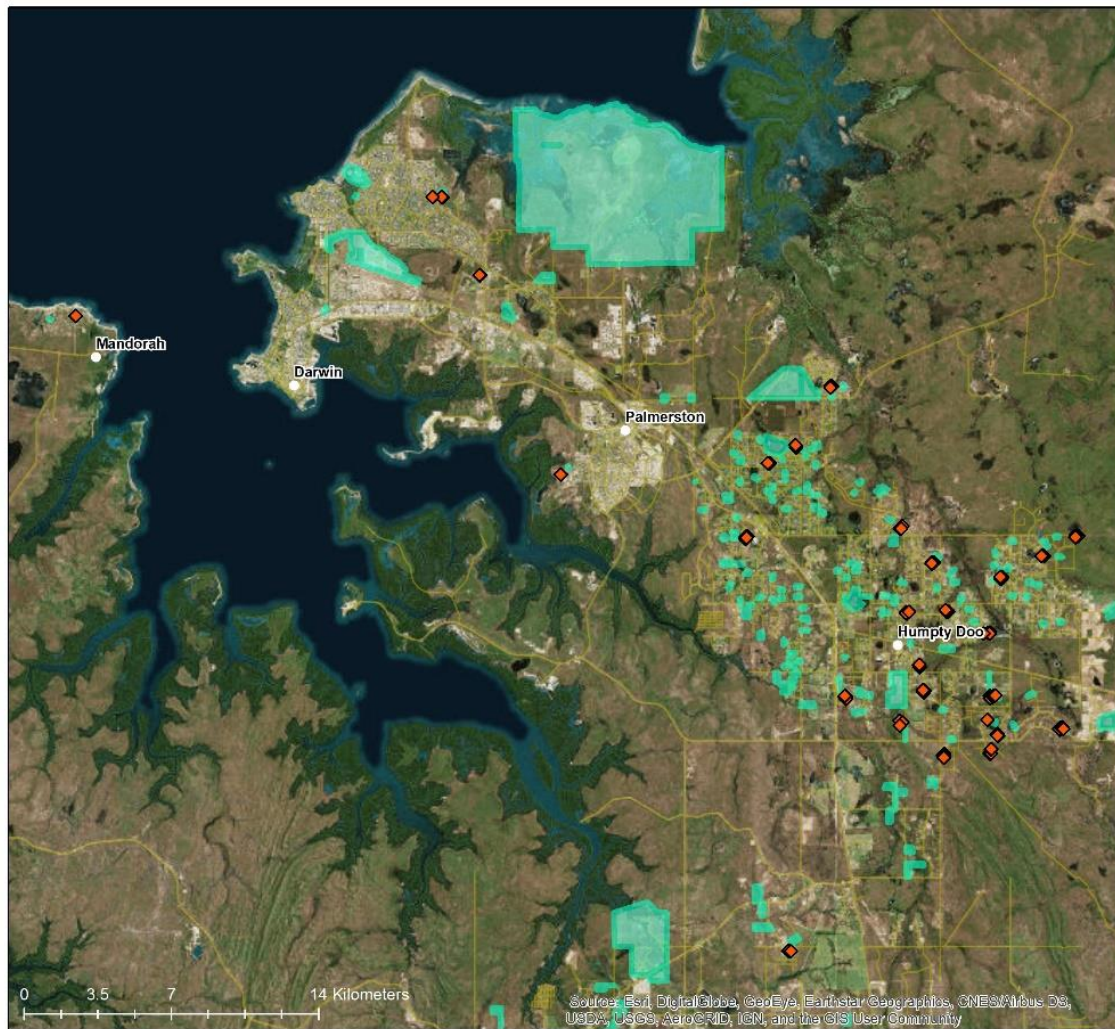 Mandorah
Darwin
Palmerston
Humpty Doo
0 3.5 7 14 Kilometers
Source: Esri, DigitalGlobe, GeoEye, Earthstar Geographics, CNES/Airbus DS,
USDA, USGS, AeroGRID, IGN, and the GIS User Community